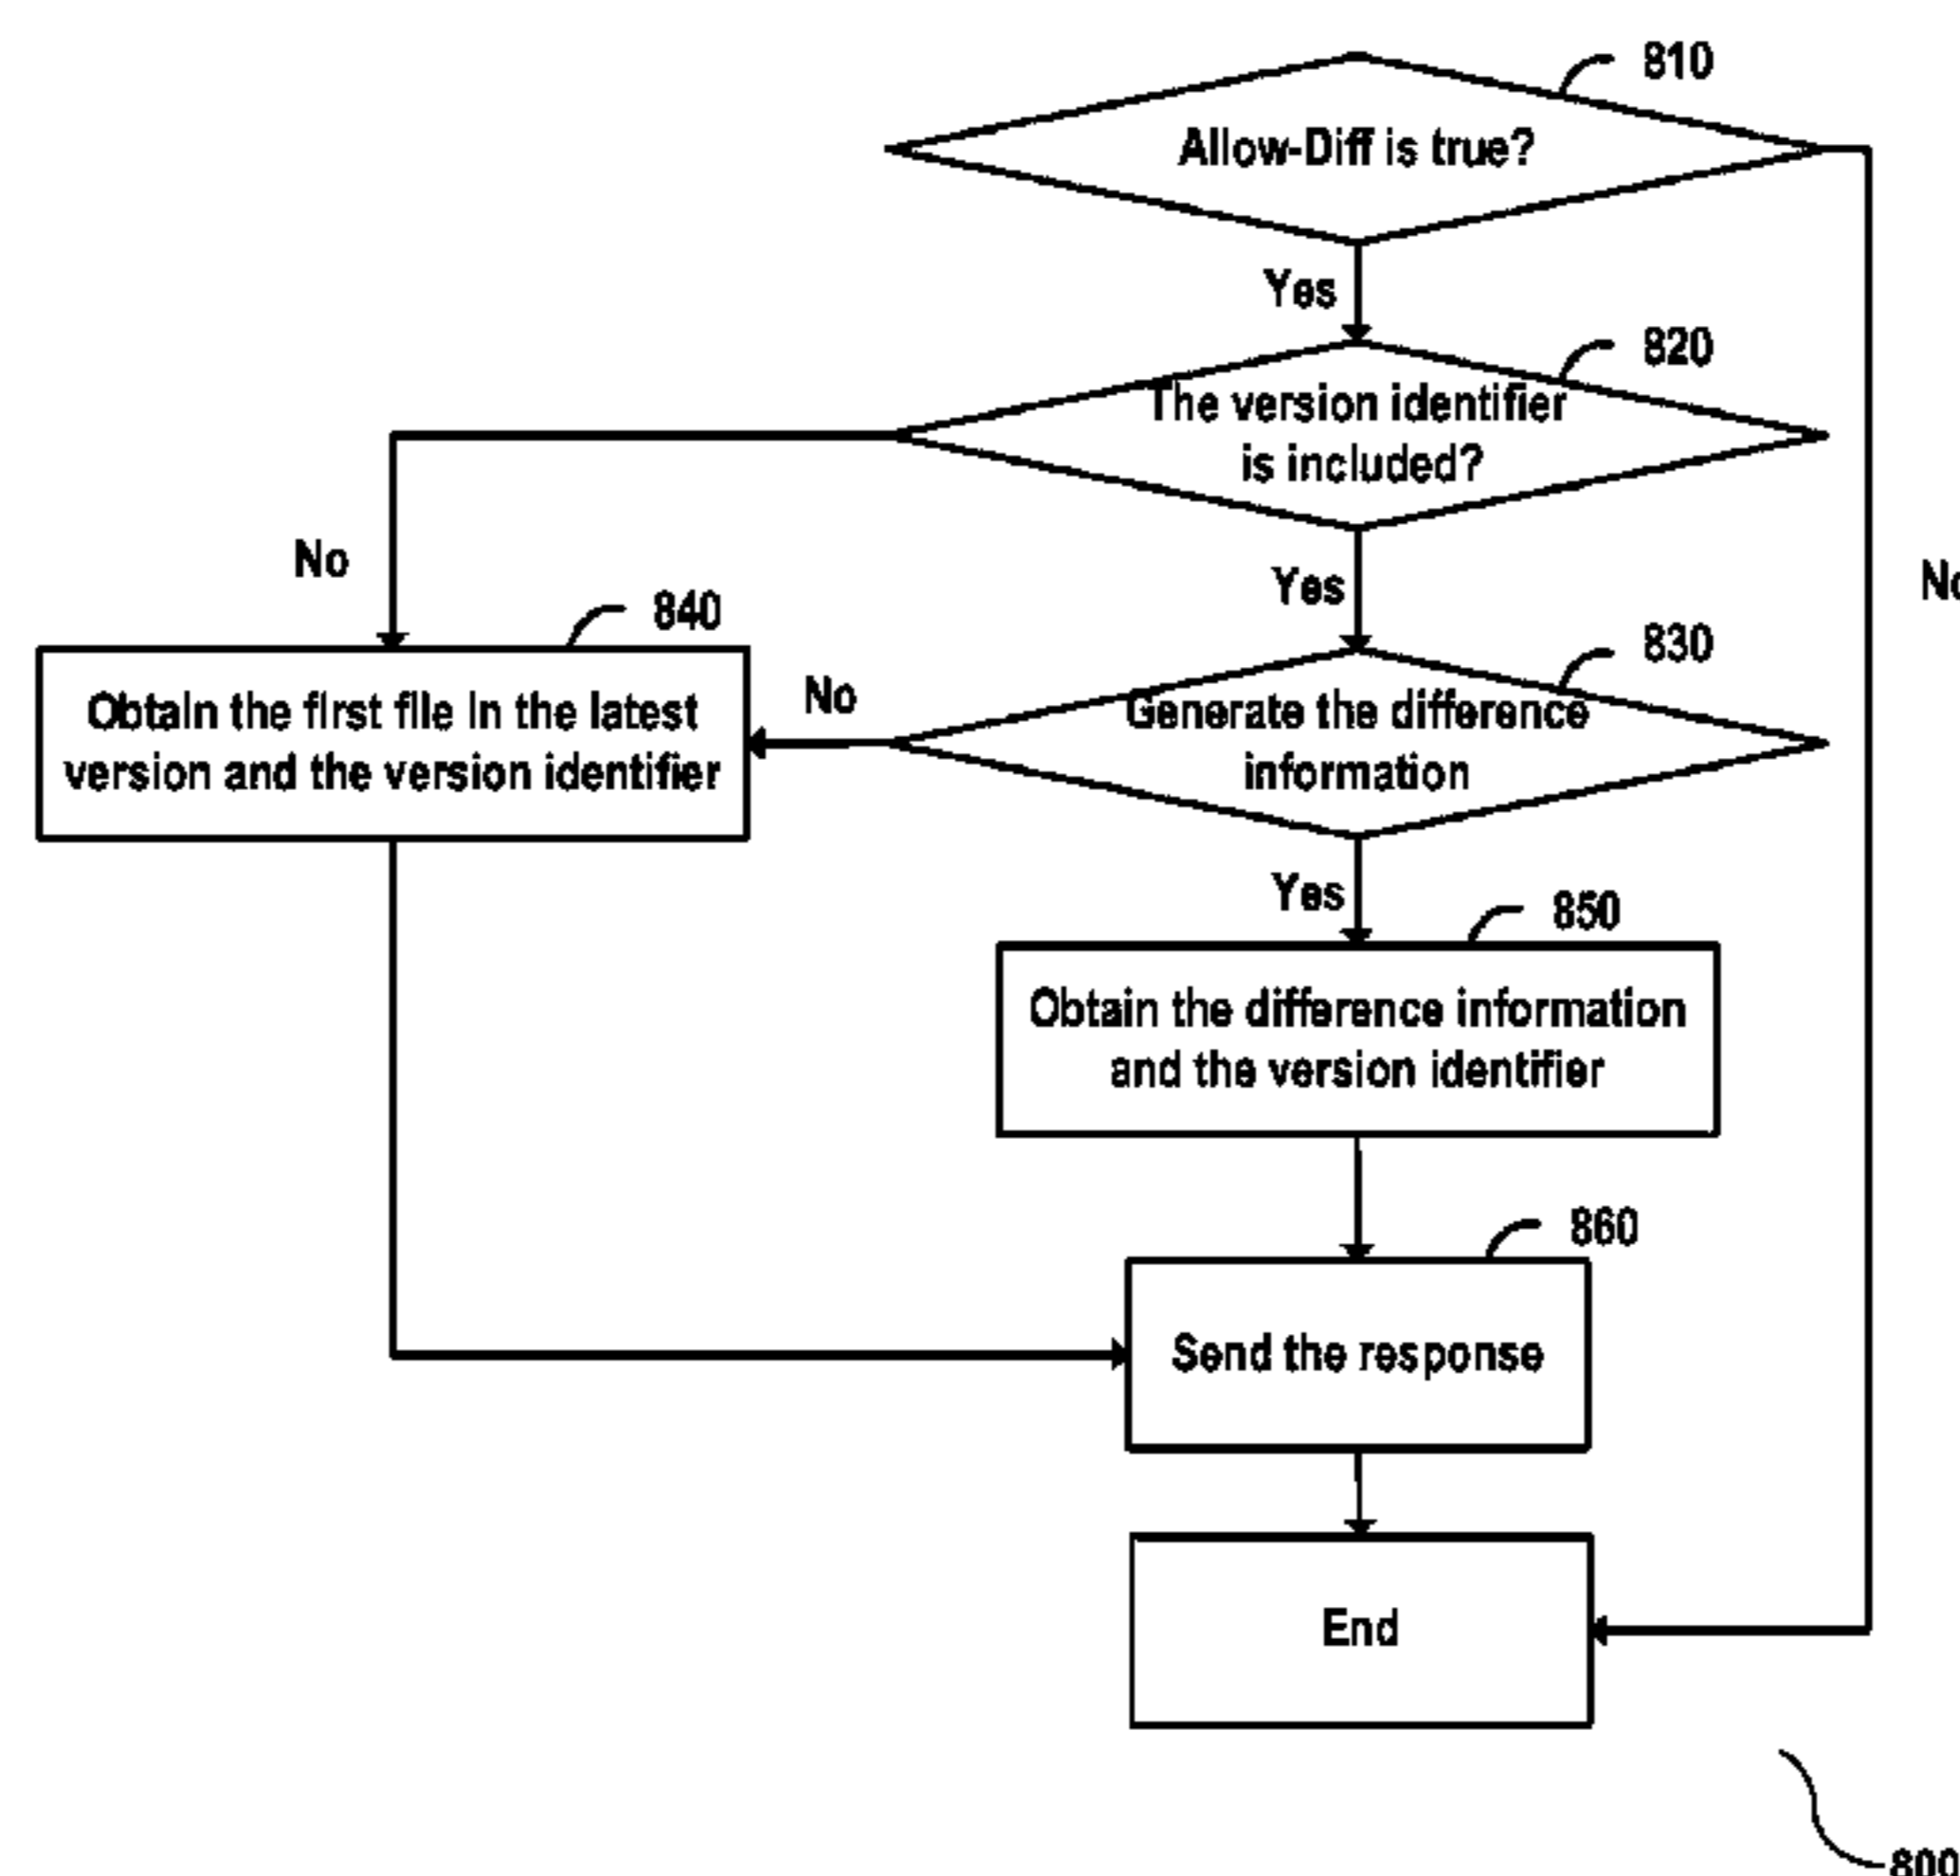 810
Allow-Diff is true?
Yes
820
The version identifier
is included?
No
Yes
No
840
830
Obtain the first file in the latest
version and the version identifier
No
Generate the difference
information
Yes
850
Obtain the difference information
and the version identifier
860
Send the response
End
800